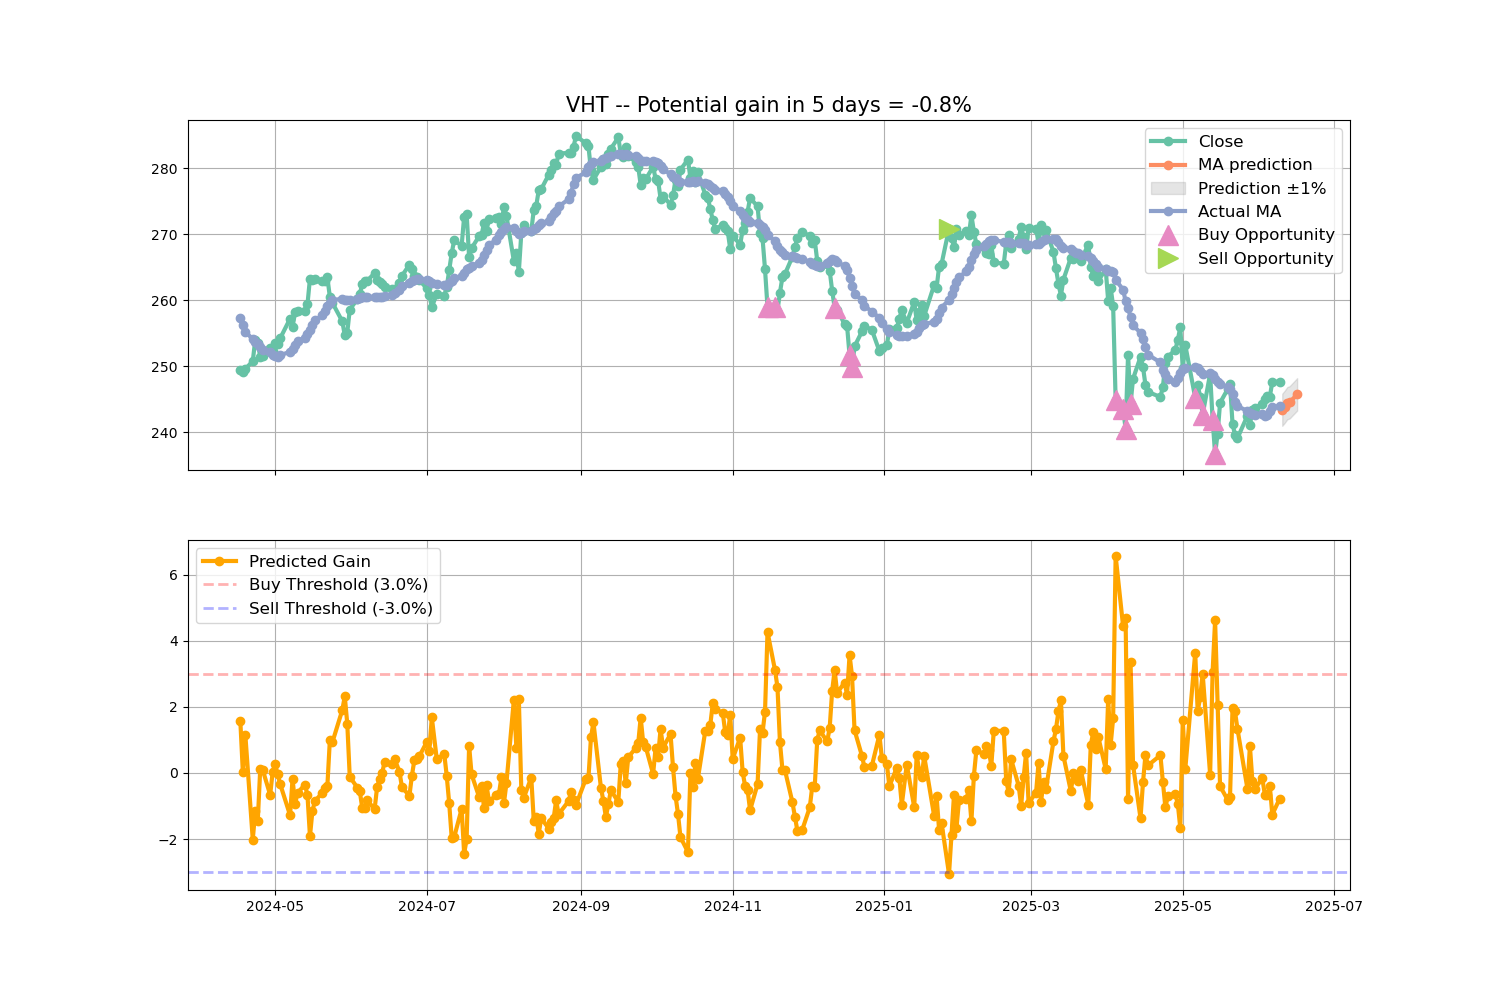 VHT -- Potential gain in 5 days = -0.8%
280
270
260
250
240
Close
MA prediction
Prediction ±1%
Actual MA
Buy Opportunity
Sell Opportunity
6
4
2
0
−2
Predicted Gain
Buy Threshold (3.0%)
Sell Threshold (-3.0%)
2024-05 2024-07 2024-09 2024-11 2025-01 2025-03 2025-05 2025-07